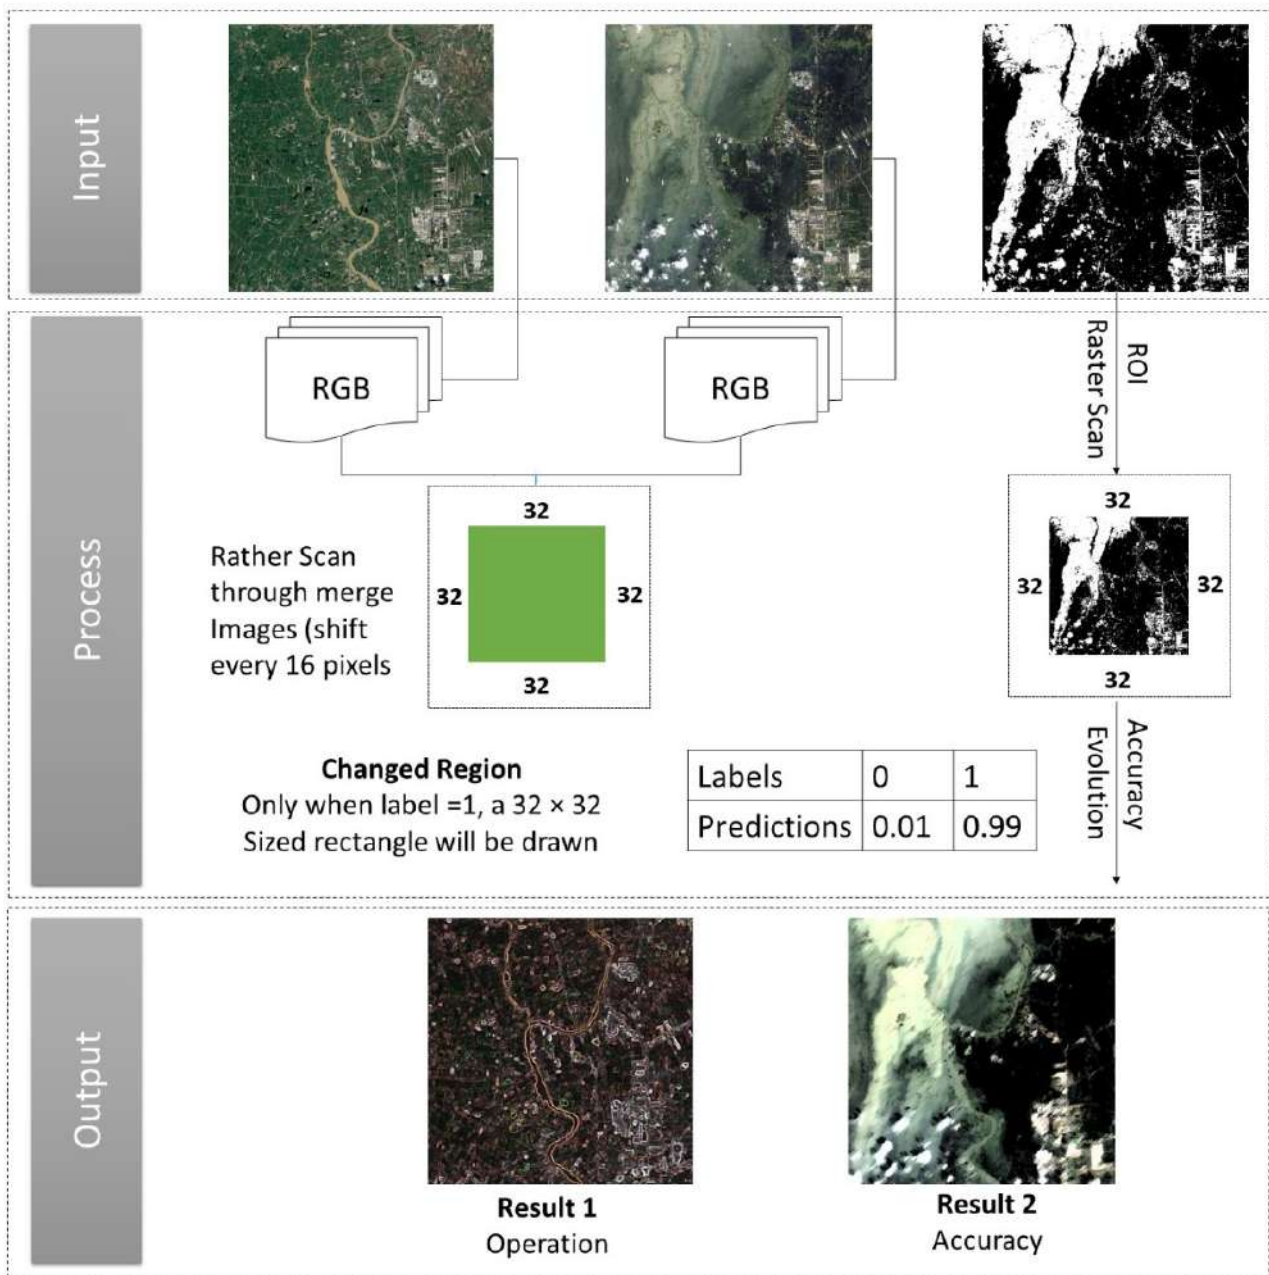 Input
Process
RGB
RGB
ROI
Raster Scan
32
32
32
32
Rather Scan
through merge
Images (shift
every 16 pixels
32
32
32
32
Changed Region
Only when label =1, a 32 × 32
Sized rectangle will be drawn
Labels 0 1
Predictions 0.01 0.99
Accuracy
Evolution
Output
Result 1
Operation
Result 2
Accuracy